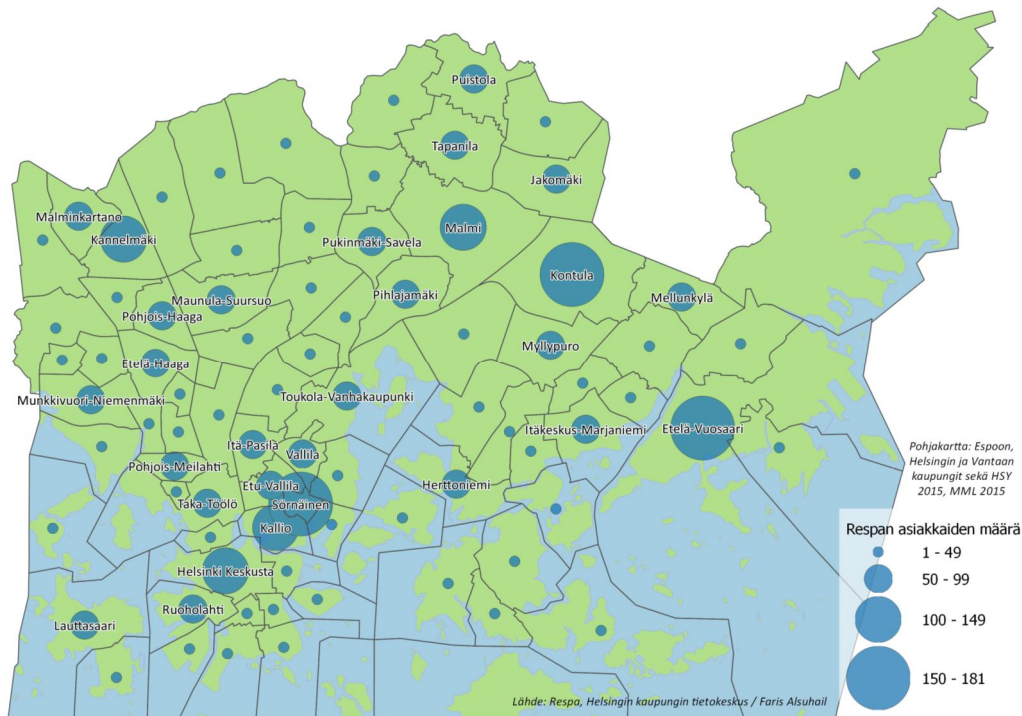 Puistola
Tapanila
Jakomäki
Malminkartano
Kannelmäki
Malmi
Pukinmäki-Savela
Kontula
Pihlajamäki
Mellunkylä
Maunula-Suursuo
Pohjois-Haaga
Myllypuro
Etelä-Haaga
Munkkivuori-Niemenmäki
Toukola-Vanhakaupunki
Itäkeskus-Marjaniemi
Etelä-Vuosaari
Itä-Pasila
Vallila
Pohjois-Meilahti
Herttoniemi
Etu-Vallila
Taka-Töölö
Sörnäinen
Kallio
Helsinki Keskusta
Ruoholahti
Lauttasaari
Pohjakartta: Espoon,
Helsingin ja Vantaan
kaupungit sekä HSY
2015, MML 2015
Respan asiakkaiden määrä
1 - 49
50 - 99
100 - 149
150 - 181
Lähde: Respa, Helsingin kaupungin tietokeskus / Faris Alsuhail